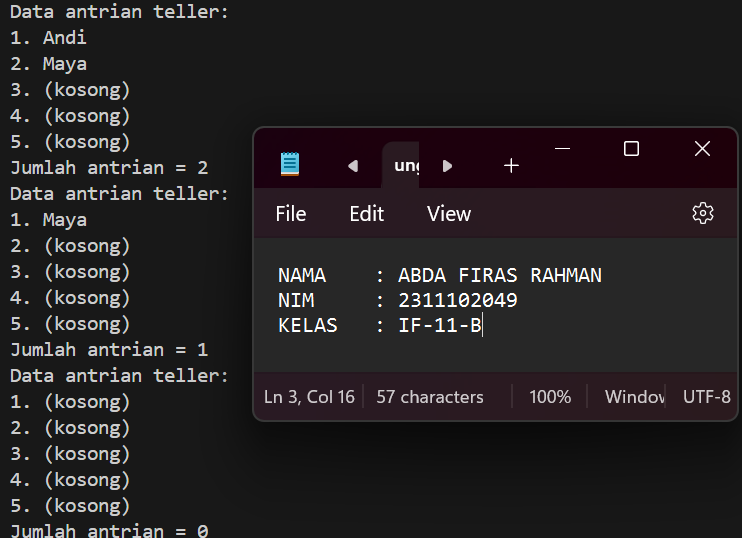 Data antrian teller:
1. Andi
2. Maya
3. (kosong)
4. (kosong)
5. (kosong)
Jumlah antrian = 2
Data antrian teller:
1. Maya
2. (kosong)
3. (kosong)
4. (kosong)
5. (kosong)
Jumlah antrian = 1
Data antrian teller:
1. (kosong)
2. (kosong)
3. (kosong)
4. (kosong)
5. (kosong)
Jumlah antrian = 0
ung
File Edit View
NAMA : ABDA FIRAS RAHMAN
NIM : 2311102049
KELAS : IF-11-B
Ln 3, Col 16 57 characters 100% Window UTF-8